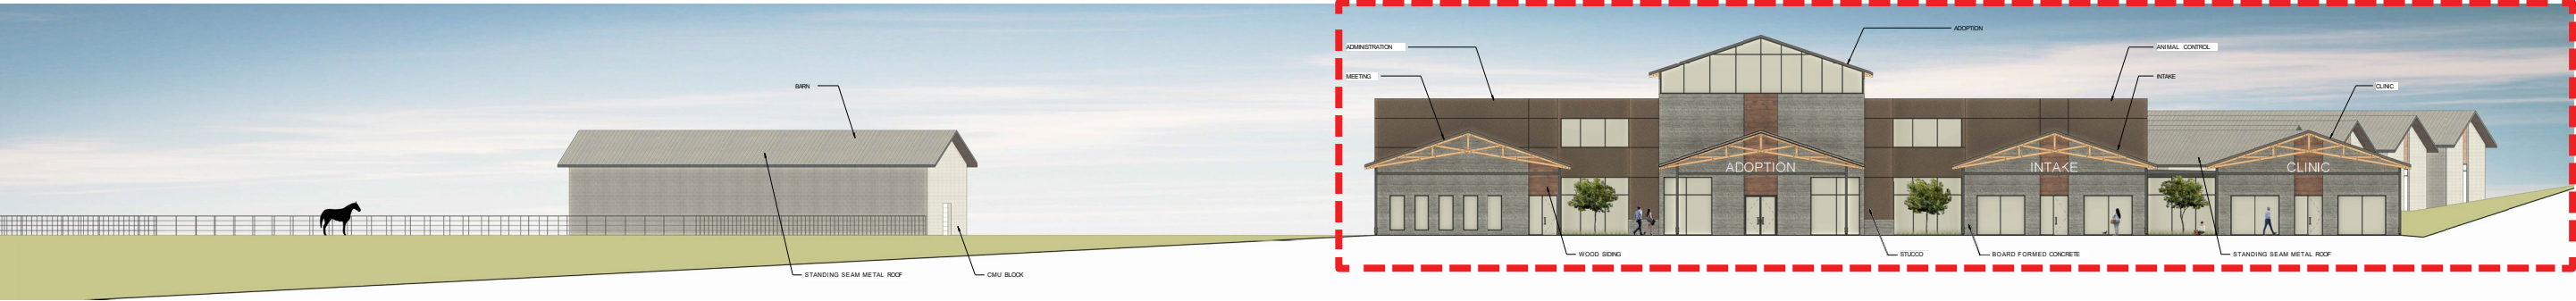 ADOPTION
ADMINISTRATION
ANIMAL CONTROL
MEETING
INTAKE
BARN
CLINIC
ADOPTION
INTAKE
CLINIC
WOOD SIDING
STUCCO
BOARD FORMED CONCRETE
STANDING SEAM METAL ROOF
STANDING SEAM METAL ROOF
CMU BLOCK